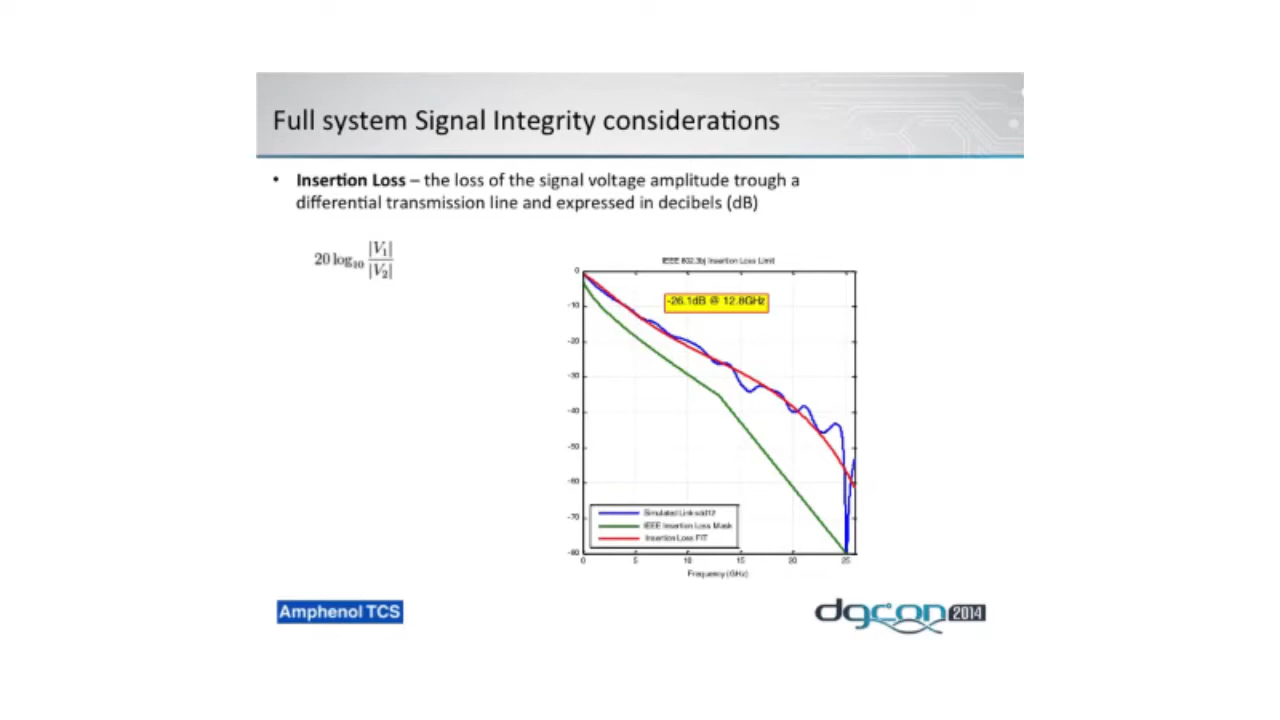 Full system Signal Integrity considerations
• Insertion Loss – the loss of the signal voltage amplitude trough a
differential transmission line and expressed in decibels (dB)
20 log10 |V1|
|V2|
IEEE 802.3bj Insertion Loss Limit
-26.1dB @ 12.8GHz
0
-10
-20
-30
-40
-50
-60
-70
-80
Simulated Link sdd12
IEEE Insertion Loss Mask
Insertion Loss FIT
0 5 10 15 20 25
Frequency (GHz)
Amphenol TCS
dgcon 2014